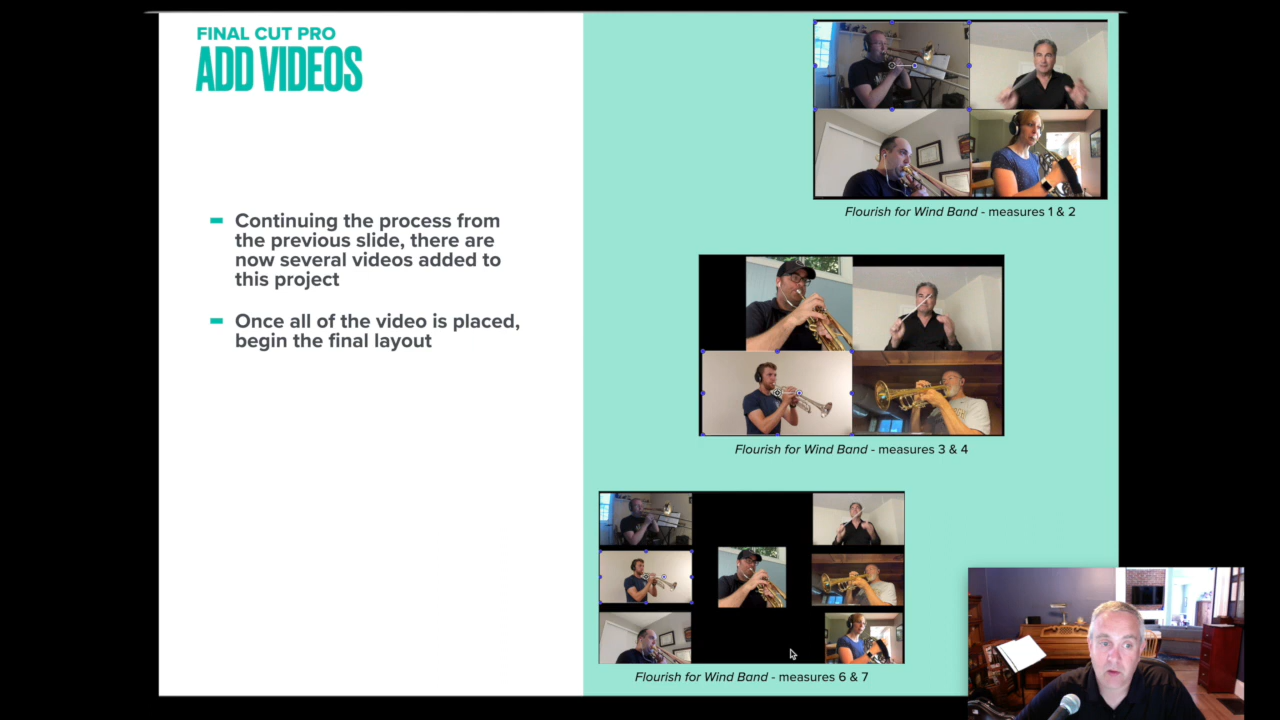 FINAL CUT PRO
ADD VIDEOS
Continuing the process from
the previous slide, there are
now several videos added to
this project
Once all of the video is placed,
begin the final layout
Flourish for Wind Band - measures 1 & 2
Flourish for Wind Band - measures 3 & 4
Flourish for Wind Band - measures 6 & 7